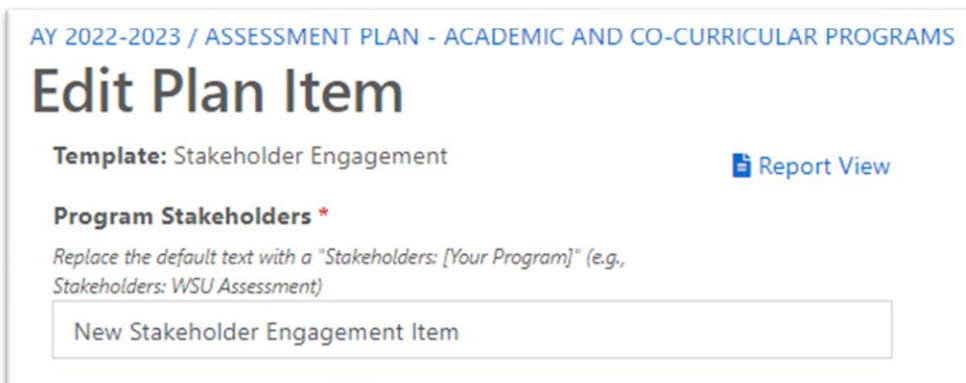 AY 2022-2023 / ASSESSMENT PLAN - ACADEMIC AND CO-CURRICULAR PROGRAMS
Edit Plan Item
Template: Stakeholder Engagement
Report View
Program Stakeholders *
Replace the default text with a "Stakeholders: [Your Program]" (e.g.,
Stakeholders: WSU Assessment)
New Stakeholder Engagement Item